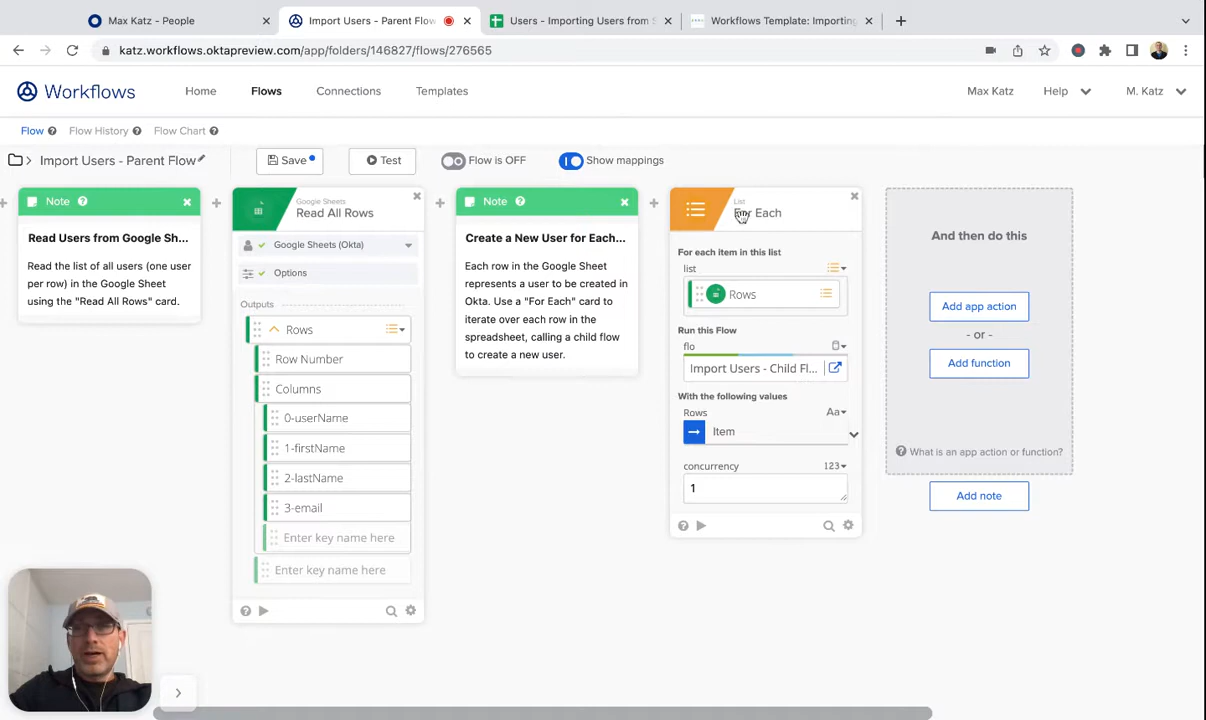 Max Katz - People
Import Users - Parent Flow
Users - Importing Users from S
Workflows Template: Importing
katz.workflows.oktapreview.com/app/folders/146827/flows/276565
Workflows
Home
Flows
Connections
Templates
Max Katz
Help
M. Katz
Flow
Flow History
Flow Chart
Import Users - Parent Flow
Save
Test
Flow is OFF
Show mappings
Note
Read Users from Google Sh...
Read the list of all users (one user
per row) in the Google Sheet
using the "Read All Rows" card.
Google Sheets
Read All Rows
Google Sheets (Okta)
Options
Outputs
Rows
Row Number
Columns
0-userName
1-firstName
2-lastName
3-email
Enter key name here
Enter key name here
Note
Create a New User for Each...
Each row in the Google Sheet
represents a user to be created in
Okta. Use a "For Each" card to
iterate over each row in the
spreadsheet, calling a child flow
to create a new user.
List
For Each
For each item in this list
list
Rows
Run this Flow
flo
Import Users - Child Fl...
With the following values
Rows
Aa
Item
concurrency
123
1
And then do this
Add app action
- or -
Add function
What is an app action or function?
Add note